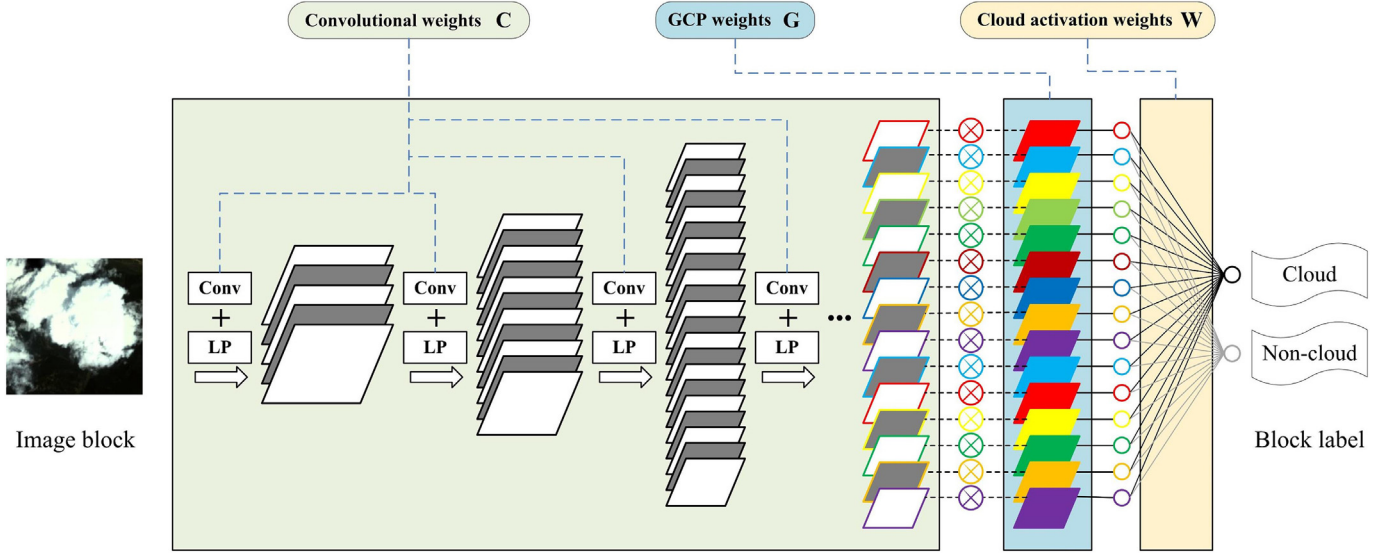 Convolutional weights C
GCP weights G
Cloud activation weights W
Conv
+
LP
Conv
+
LP
Conv
+
LP
Conv
+
LP
...
Image block
Cloud
Non-cloud
Block label